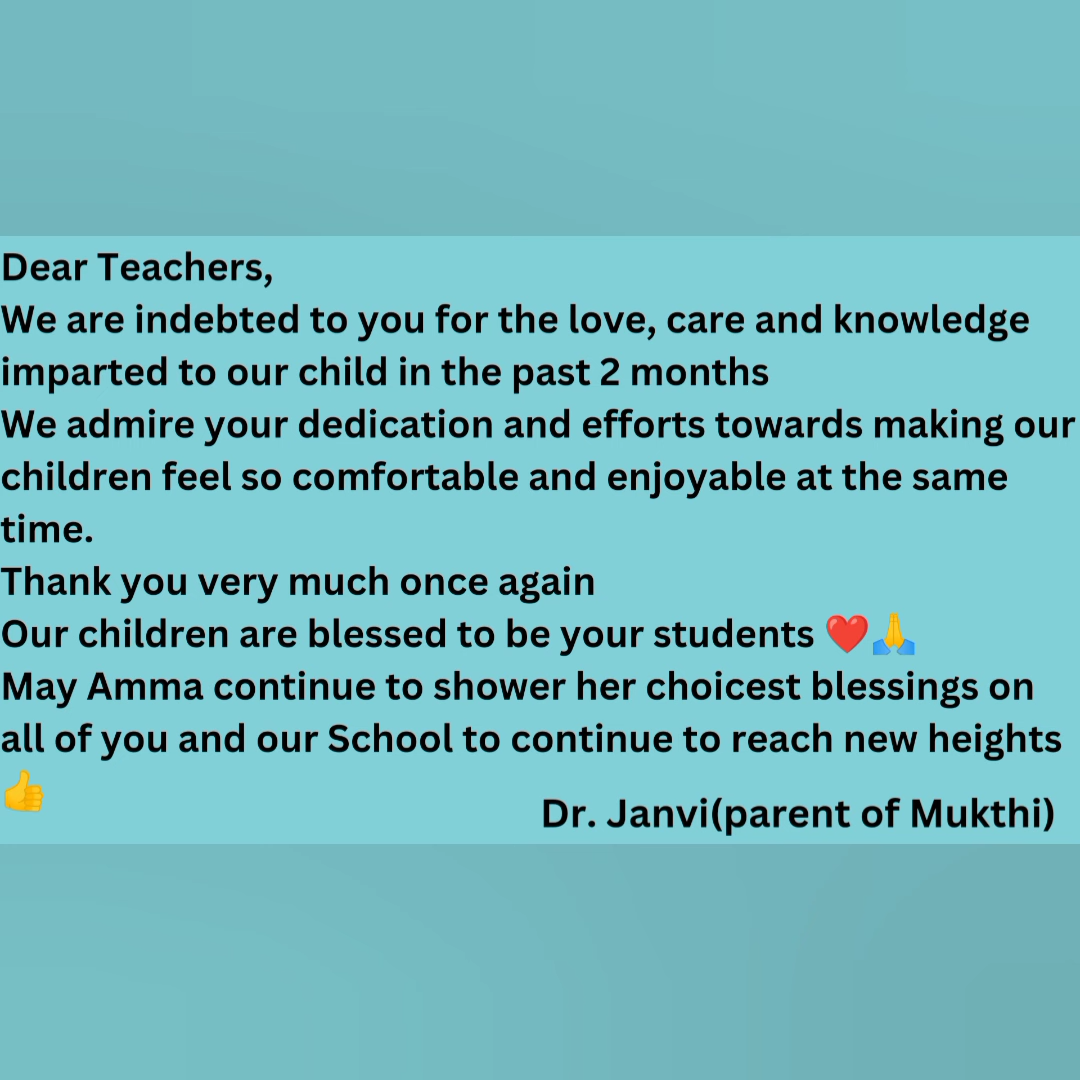 Dear Teachers,
We are indebted to you for the love, care and knowledge
imparted to our child in the past 2 months
We admire your dedication and efforts towards making our
children feel so comfortable and enjoyable at the same
time.
Thank you very much once again
Our children are blessed to be your students ❤️🙏
May Amma continue to shower her choicest blessings on
all of you and our School to continue to reach new heights
👍
Dr. Janvi(parent of Mukthi)